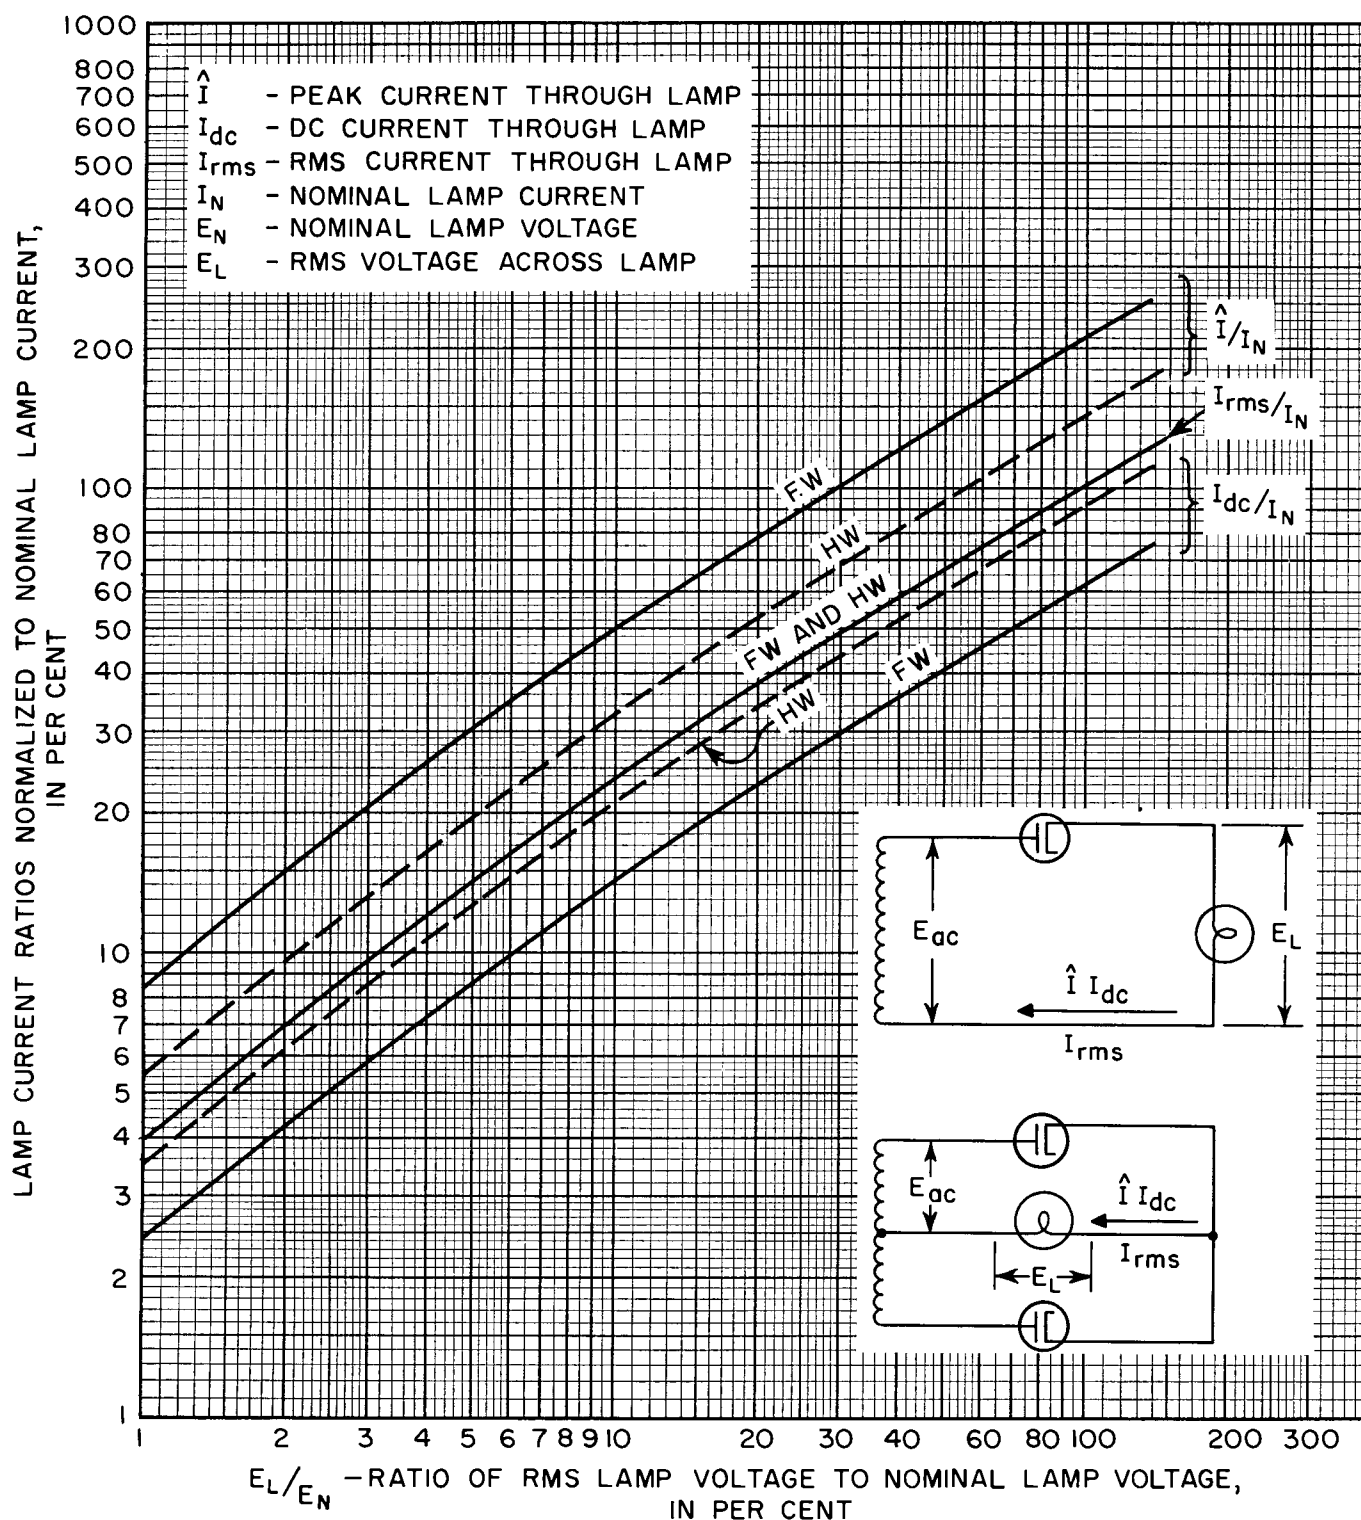 1000
800
700
600
500
400
300
200
100
80
70
60
50
40
30
20
10
8
7
6
5
4
3
2
1
LAMP CURRENT RATIOS NORMALIZED TO NOMINAL LAMP CURRENT,
IN PER CENT
Î - PEAK CURRENT THROUGH LAMP
Idc - DC CURRENT THROUGH LAMP
Irms - RMS CURRENT THROUGH LAMP
IN - NOMINAL LAMP CURRENT
EN - NOMINAL LAMP VOLTAGE
EL - RMS VOLTAGE ACROSS LAMP
Î/IN
Irms/IN
Idc/IN
FW
HW
FW AND HW
HW
FW
Eac
EL
Î Idc
Irms
Eac
Î Idc
Irms
EL
1 2 3 4 5 6 7 8 9 10 20 30 40 60 80 100 200 300
EL/EN – RATIO OF RMS LAMP VOLTAGE TO NOMINAL LAMP VOLTAGE,
IN PER CENT